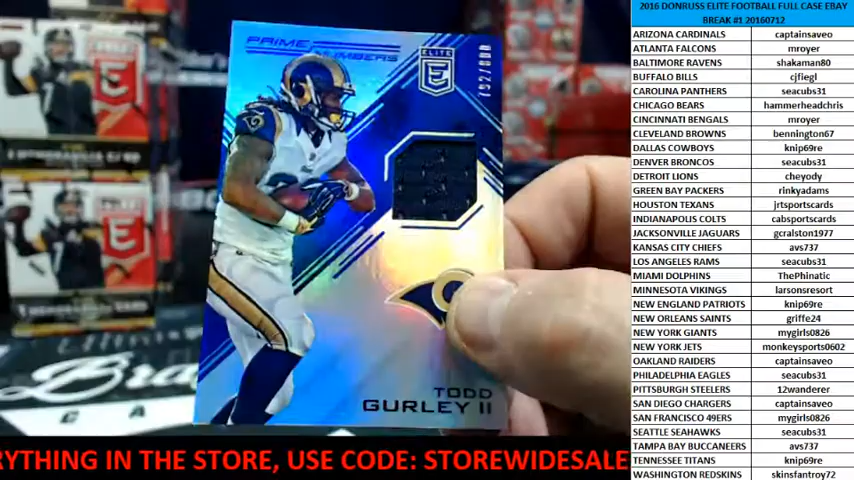 PRIME
NUMBERS
ELITE
E
792/800
TODD
GURLEY II
RYTHING IN THE STORE, USE CODE: STOREWIDESALE
2016 DONRUSS ELITE FOOTBALL FULL CASE EBAY
BREAK #1 20160712
ARIZONA CARDINALS captainsaveo
ATLANTA FALCONS mroyer
BALTIMORE RAVENS shakaman80
BUFFALO BILLS cjfiegl
CAROLINA PANTHERS seacubs31
CHICAGO BEARS hammerheadchris
CINCINNATI BENGALS mroyer
CLEVELAND BROWNS bennington67
DALLAS COWBOYS knip69re
DENVER BRONCOS seacubs31
DETROIT LIONS cheyody
GREEN BAY PACKERS rinkyadams
HOUSTON TEXANS jrtsportscards
INDIANAPOLIS COLTS cabsportscards
JACKSONVILLE JAGUARS gcralston1977
KANSAS CITY CHIEFS avs737
LOS ANGELES RAMS seacubs31
MIAMI DOLPHINS ThePhinatic
MINNESOTA VIKINGS larsonsresort
NEW ENGLAND PATRIOTS knip69re
NEW ORLEANS SAINTS griffe24
NEW YORK GIANTS mygirls0826
NEW YORK JETS monkeysports0602
OAKLAND RAIDERS captainsaveo
PHILADELPHIA EAGLES seacubs31
PITTSBURGH STEELERS 12wanderer
SAN DIEGO CHARGERS captainsaveo
SAN FRANCISCO 49ERS mygirls0826
SEATTLE SEAHAWKS seacubs31
TAMPA BAY BUCCANEERS avs737
TENNESSEE TITANS knip69re
WASHINGTON REDSKINS skinsfantroy72